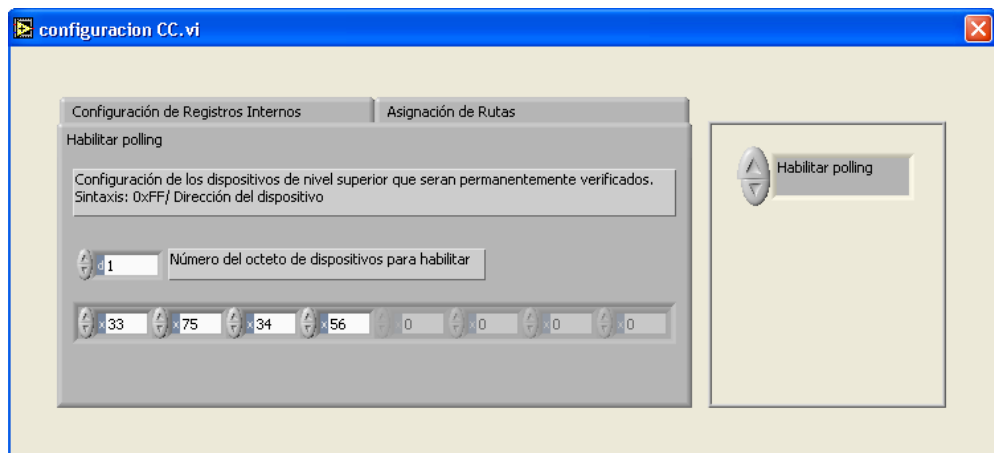 configuracion CC.vi
Configuración de Registros Internos
Asignación de Rutas
Habilitar polling
Configuración de los dispositivos de nivel superior que seran permanentemente verificados.
Sintaxis: 0xFF/ Dirección del dispositivo
d 1
Número del octeto de dispositivos para habilitar
x 33 x 75 x 34 x 56 x 0 x 0 x 0 x 0
Habilitar polling